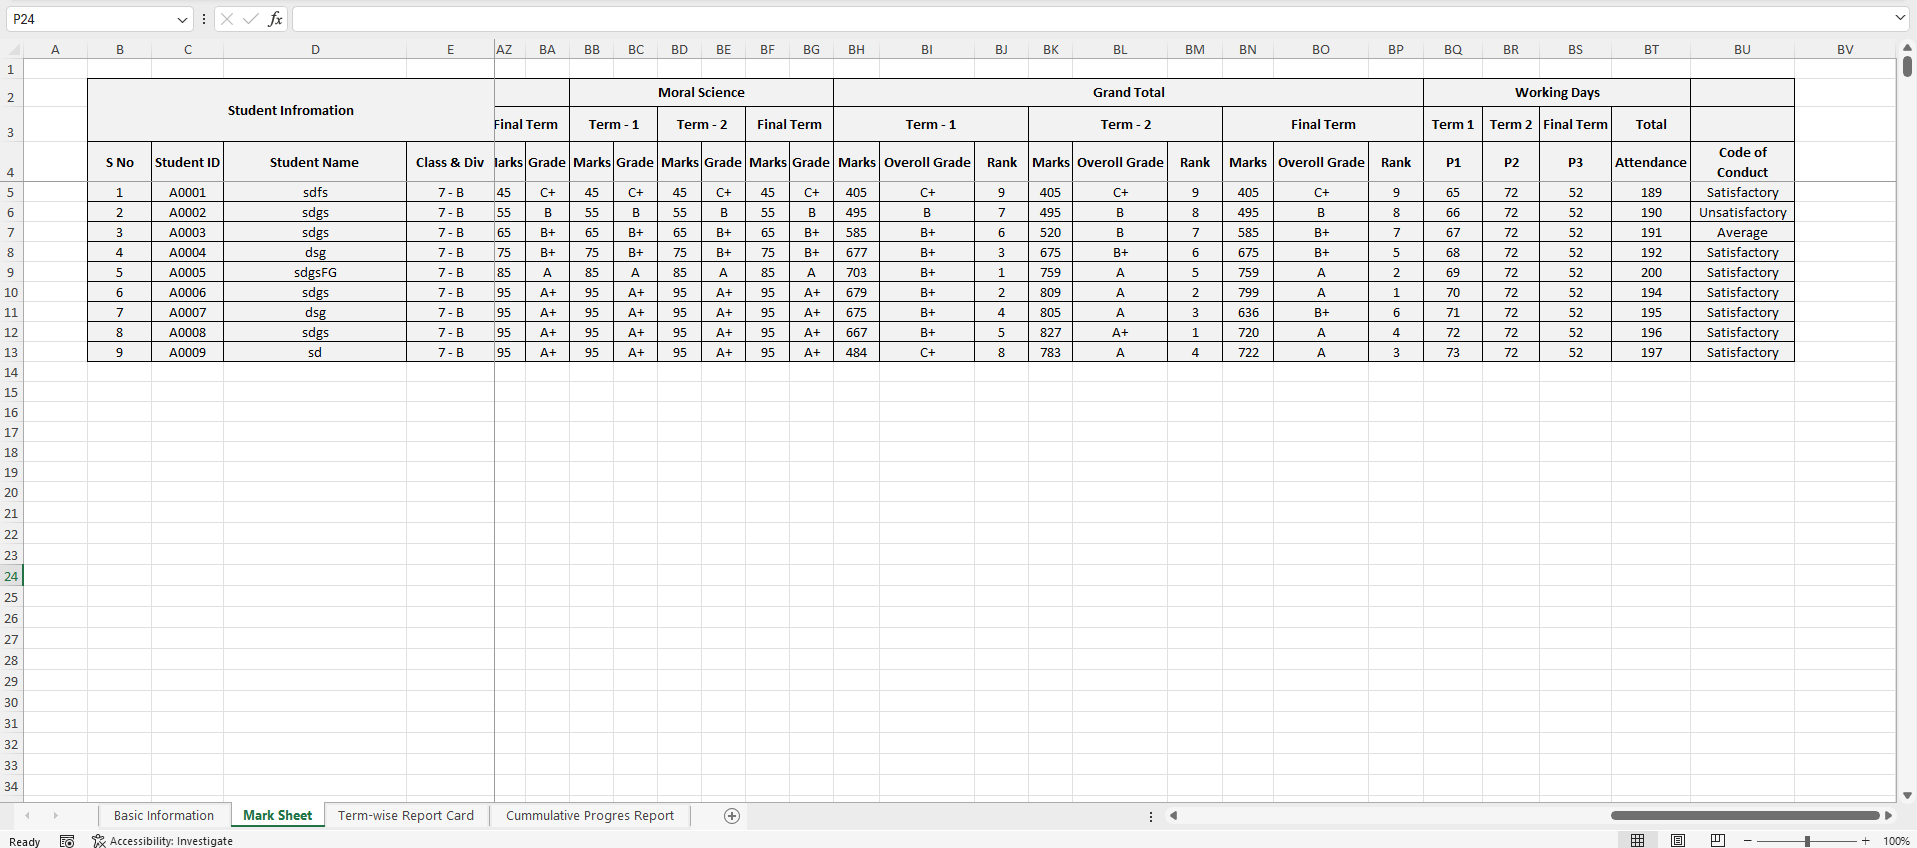 P24 fx
A B C D E AZ BA BB BC BD BE BF BG BH BI BJ BK BL BM BN BO BP BQ BR BS BT BU BV
1
2 Student Infromation Moral Science Grand Total Working Days
3 Final Term Term - 1 Term - 2 Final Term Term - 1 Term - 2 Final Term Term 1 Term 2 Final Term Total
4 S No Student ID Student Name Class & Div Marks Grade Marks Grade Marks Grade Marks Grade Marks Overoll Grade Rank Marks Overoll Grade Rank Marks Overoll Grade Rank P1 P2 P3 Attendance Code of
Conduct
5 1 A0001 sdfs 7 - B 45 C+ 45 C+ 45 C+ 45 C+ 405 C+ 9 405 C+ 9 405 C+ 9 65 72 52 189 Satisfactory
6 2 A0002 sdgs 7 - B 55 B 55 B 55 B 55 B 495 B 7 495 B 8 495 B 8 66 72 52 190 Unsatisfactory
7 3 A0003 sdgs 7 - B 65 B+ 65 B+ 65 B+ 65 B+ 585 B+ 6 520 B 7 585 B+ 7 67 72 52 191 Average
8 4 A0004 dsg 7 - B 75 B+ 75 B+ 75 B+ 75 B+ 677 B+ 3 675 B+ 6 675 B+ 5 68 72 52 192 Satisfactory
9 5 A0005 sdgsFG 7 - B 85 A 85 A 85 A 85 A 703 B+ 1 759 A 5 759 A 2 69 72 52 200 Satisfactory
10 6 A0006 sdgs 7 - B 95 A+ 95 A+ 95 A+ 95 A+ 679 B+ 2 809 A 2 799 A 1 70 72 52 194 Satisfactory
11 7 A0007 dsg 7 - B 95 A+ 95 A+ 95 A+ 95 A+ 675 B+ 4 805 A 3 636 B+ 6 71 72 52 195 Satisfactory
12 8 A0008 sdgs 7 - B 95 A+ 95 A+ 95 A+ 95 A+ 667 B+ 5 827 A+ 1 720 A 4 72 72 52 196 Satisfactory
13 9 A0009 sd 7 - B 95 A+ 95 A+ 95 A+ 95 A+ 484 C+ 8 783 A 4 722 A 3 73 72 52 197 Satisfactory
14
15
16
17
18
19
20
21
22
23
24
25
26
27
28
29
30
31
32
33
34
Basic Information Mark Sheet Term-wise Report Card Cummulative Progres Report
Ready Accessibility: Investigate 100%